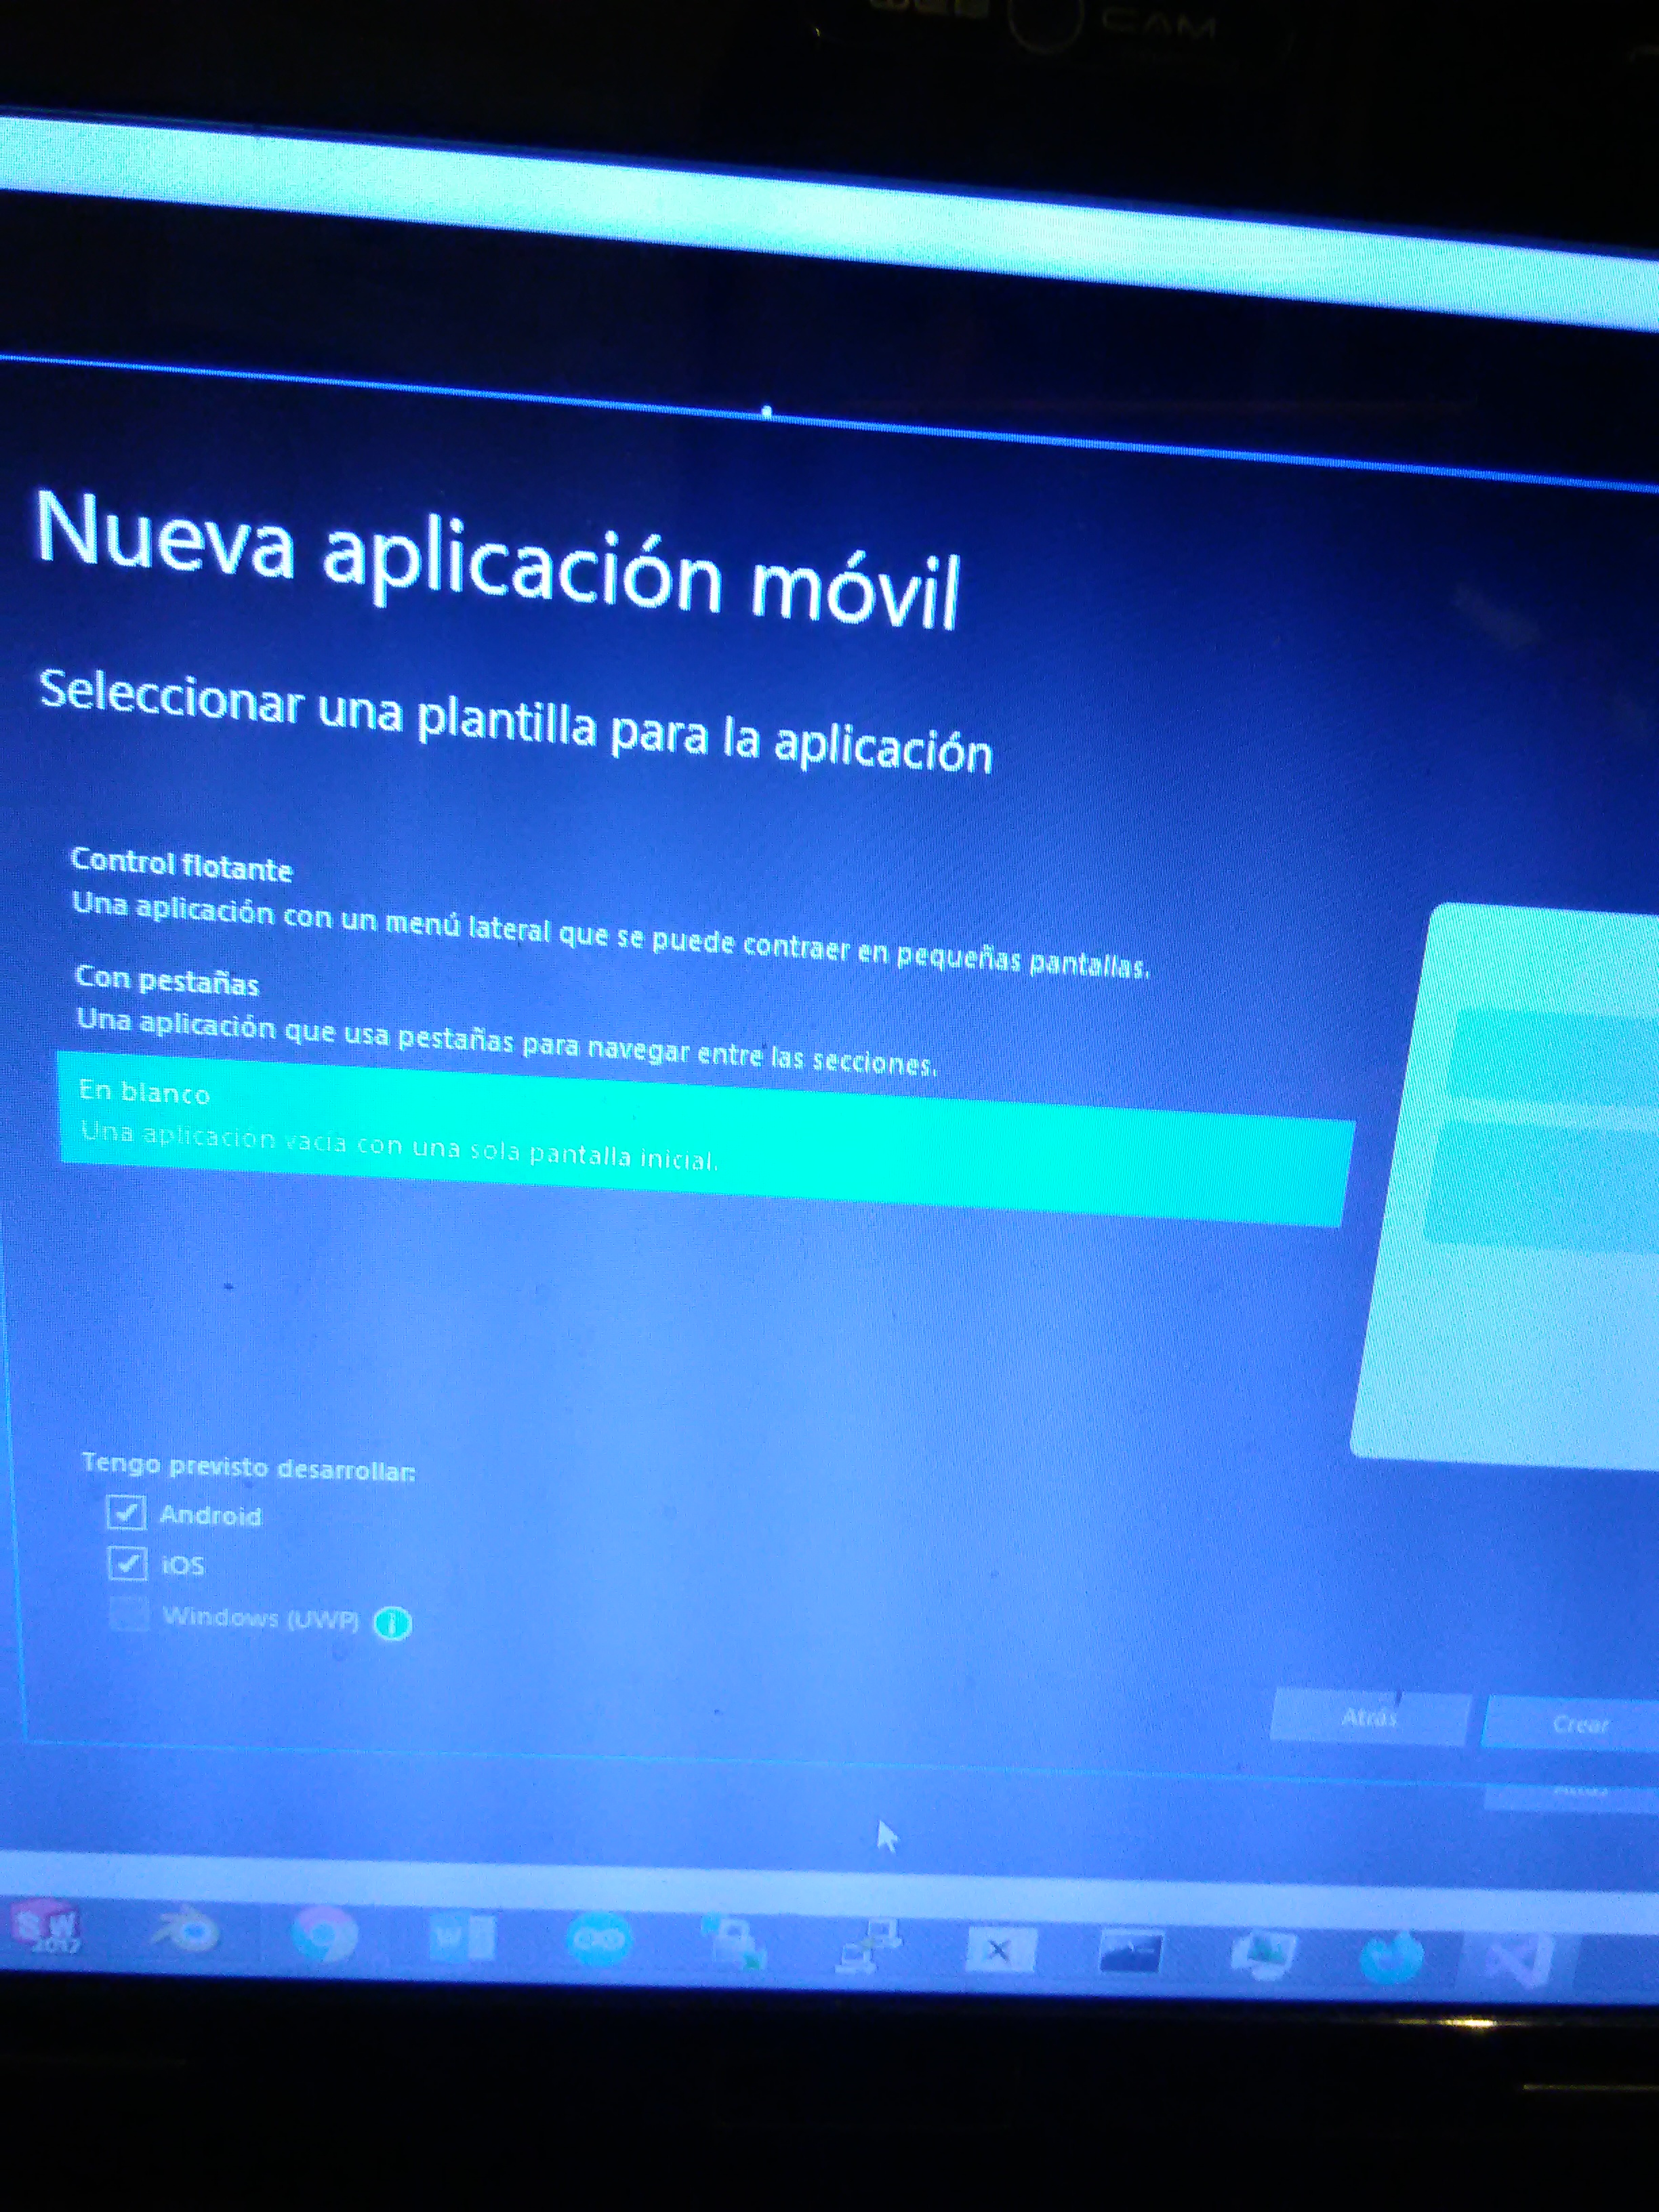 CAM
Nueva aplicación móvil
Seleccionar una plantilla para la aplicación
Control flotante
Una aplicación con un menú lateral que se puede contraer en pequeñas pantallas.
Con pestañas
Una aplicación que usa pestañas para navegar entre las secciones.
En blanco
Una aplicación vacía con una sola pantalla inicial.
Tengo previsto desarrollar:
Android
iOS
Windows (UWP) i
Atrás
Crear
SW
2017
W